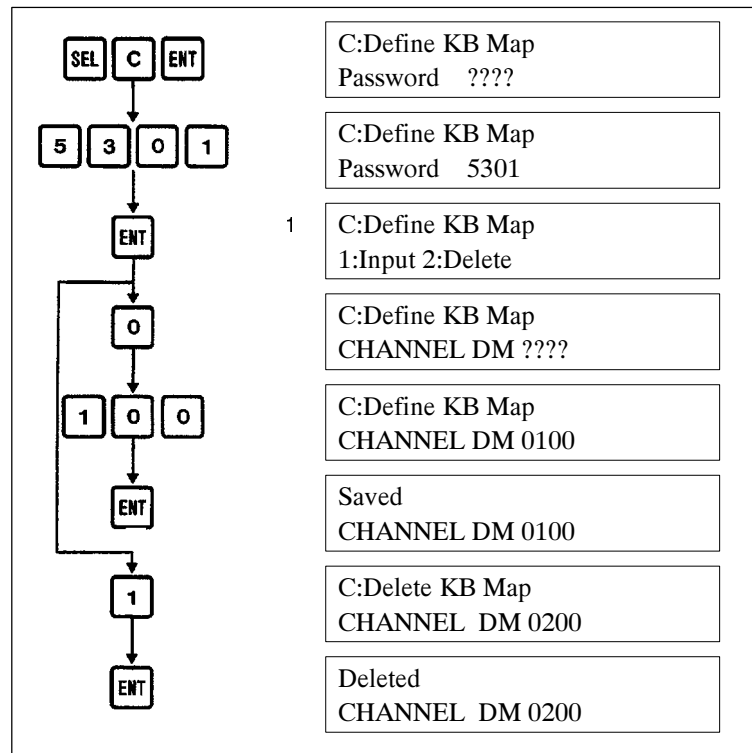 SEL C ENT
C:Define KB Map
Password ????
5 3 0 1
C:Define KB Map
Password 5301
ENT
1
C:Define KB Map
1:Input 2:Delete
0
C:Define KB Map
CHANNEL DM ????
1 0 0
C:Define KB Map
CHANNEL DM 0100
ENT
Saved
CHANNEL DM 0100
1
C:Delete KB Map
CHANNEL DM 0200
ENT
Deleted
CHANNEL DM 0200